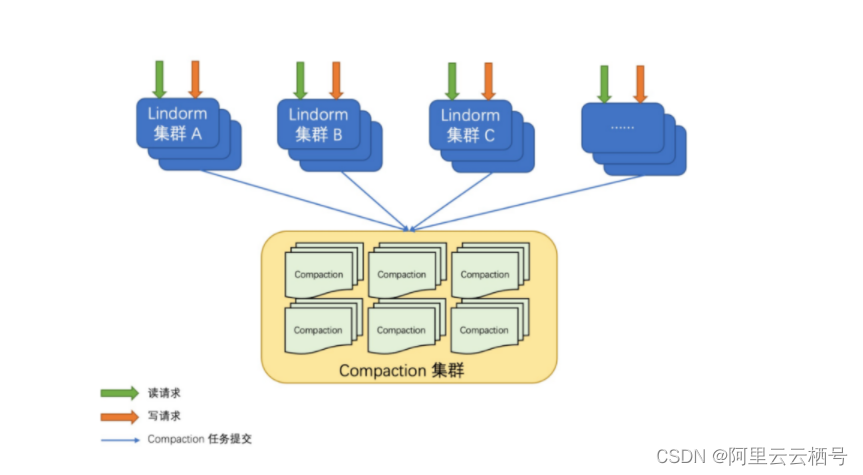 Lindorm
集群 A
Lindorm
集群 B
Lindorm
集群 C
……
Compaction
Compaction
Compaction
Compaction
Compaction
Compaction
Compaction 集群
读请求
写请求
Compaction 任务提交
CSDN @阿里云云栖号